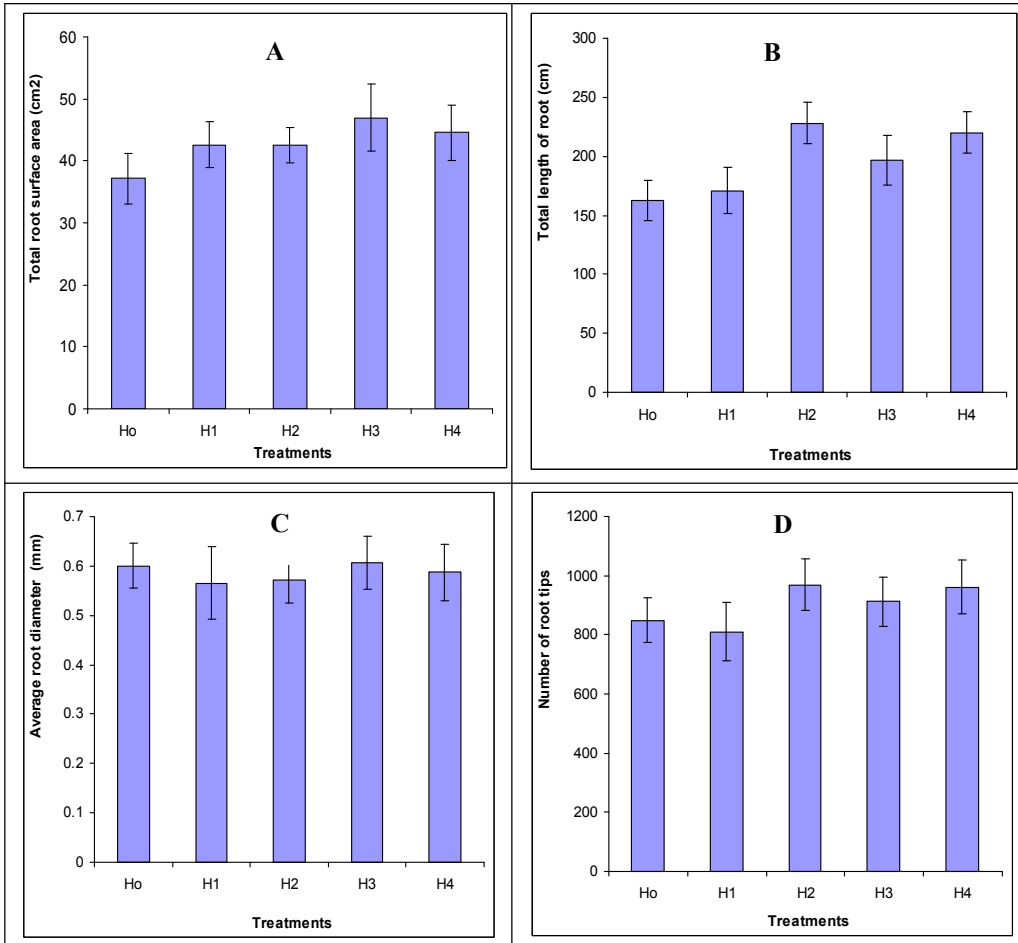 A
Total root surface area (cm2)
60
50
40
30
20
10
0
Ho H1 H2 H3 H4
Treatments
B
Total length of root (cm)
300
250
200
150
100
50
0
Ho H1 H2 H3 H4
Treatments
C
Average root diameter (mm)
0.7
0.6
0.5
0.4
0.3
0.2
0.1
0
Ho H1 H2 H3 H4
Treatments
D
Number of root tips
1200
1000
800
600
400
200
0
Ho H1 H2 H3 H4
Treatments